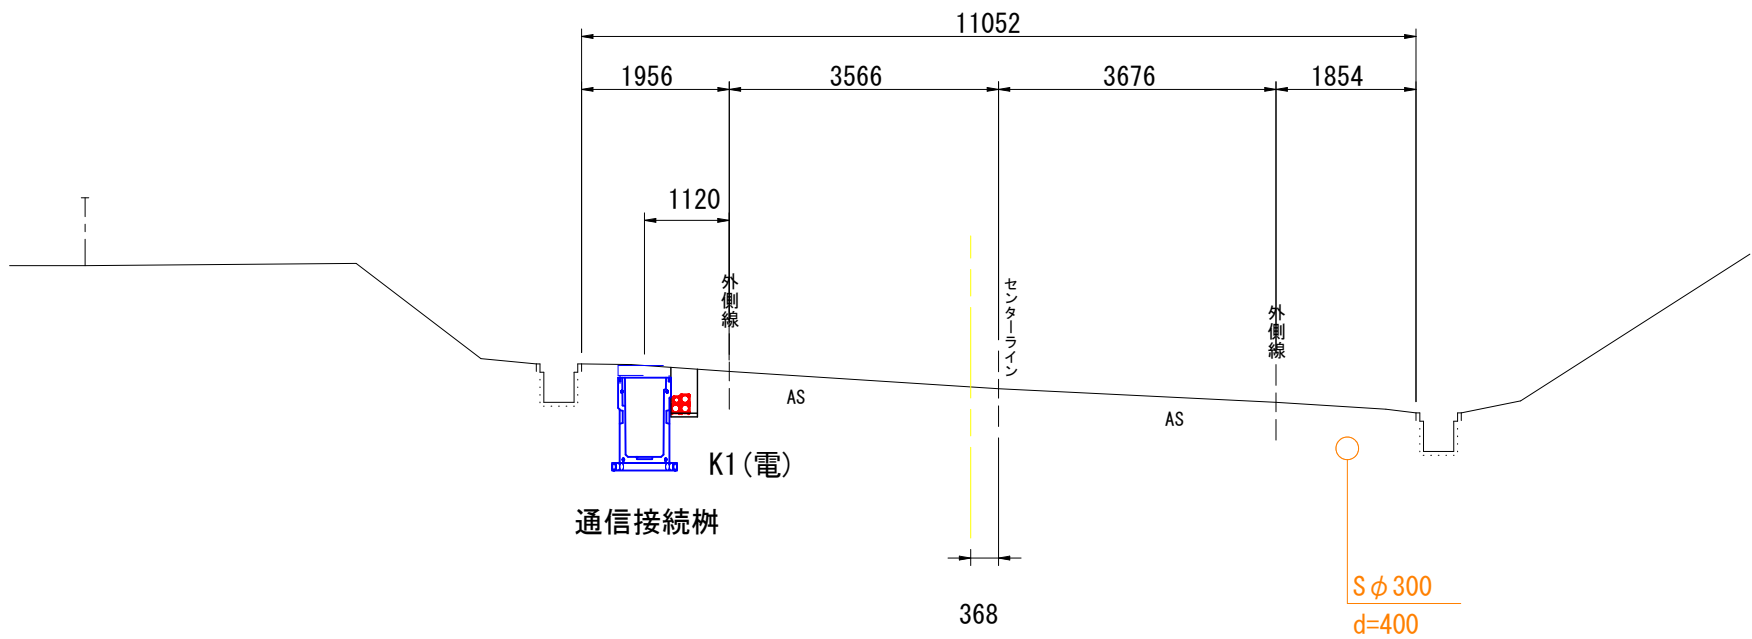 11052
1956
3566
3676
1854
1120
外側線
センターライン
外側線
AS
AS
K1(電)
通信接続桝
Sφ300
368
d=400